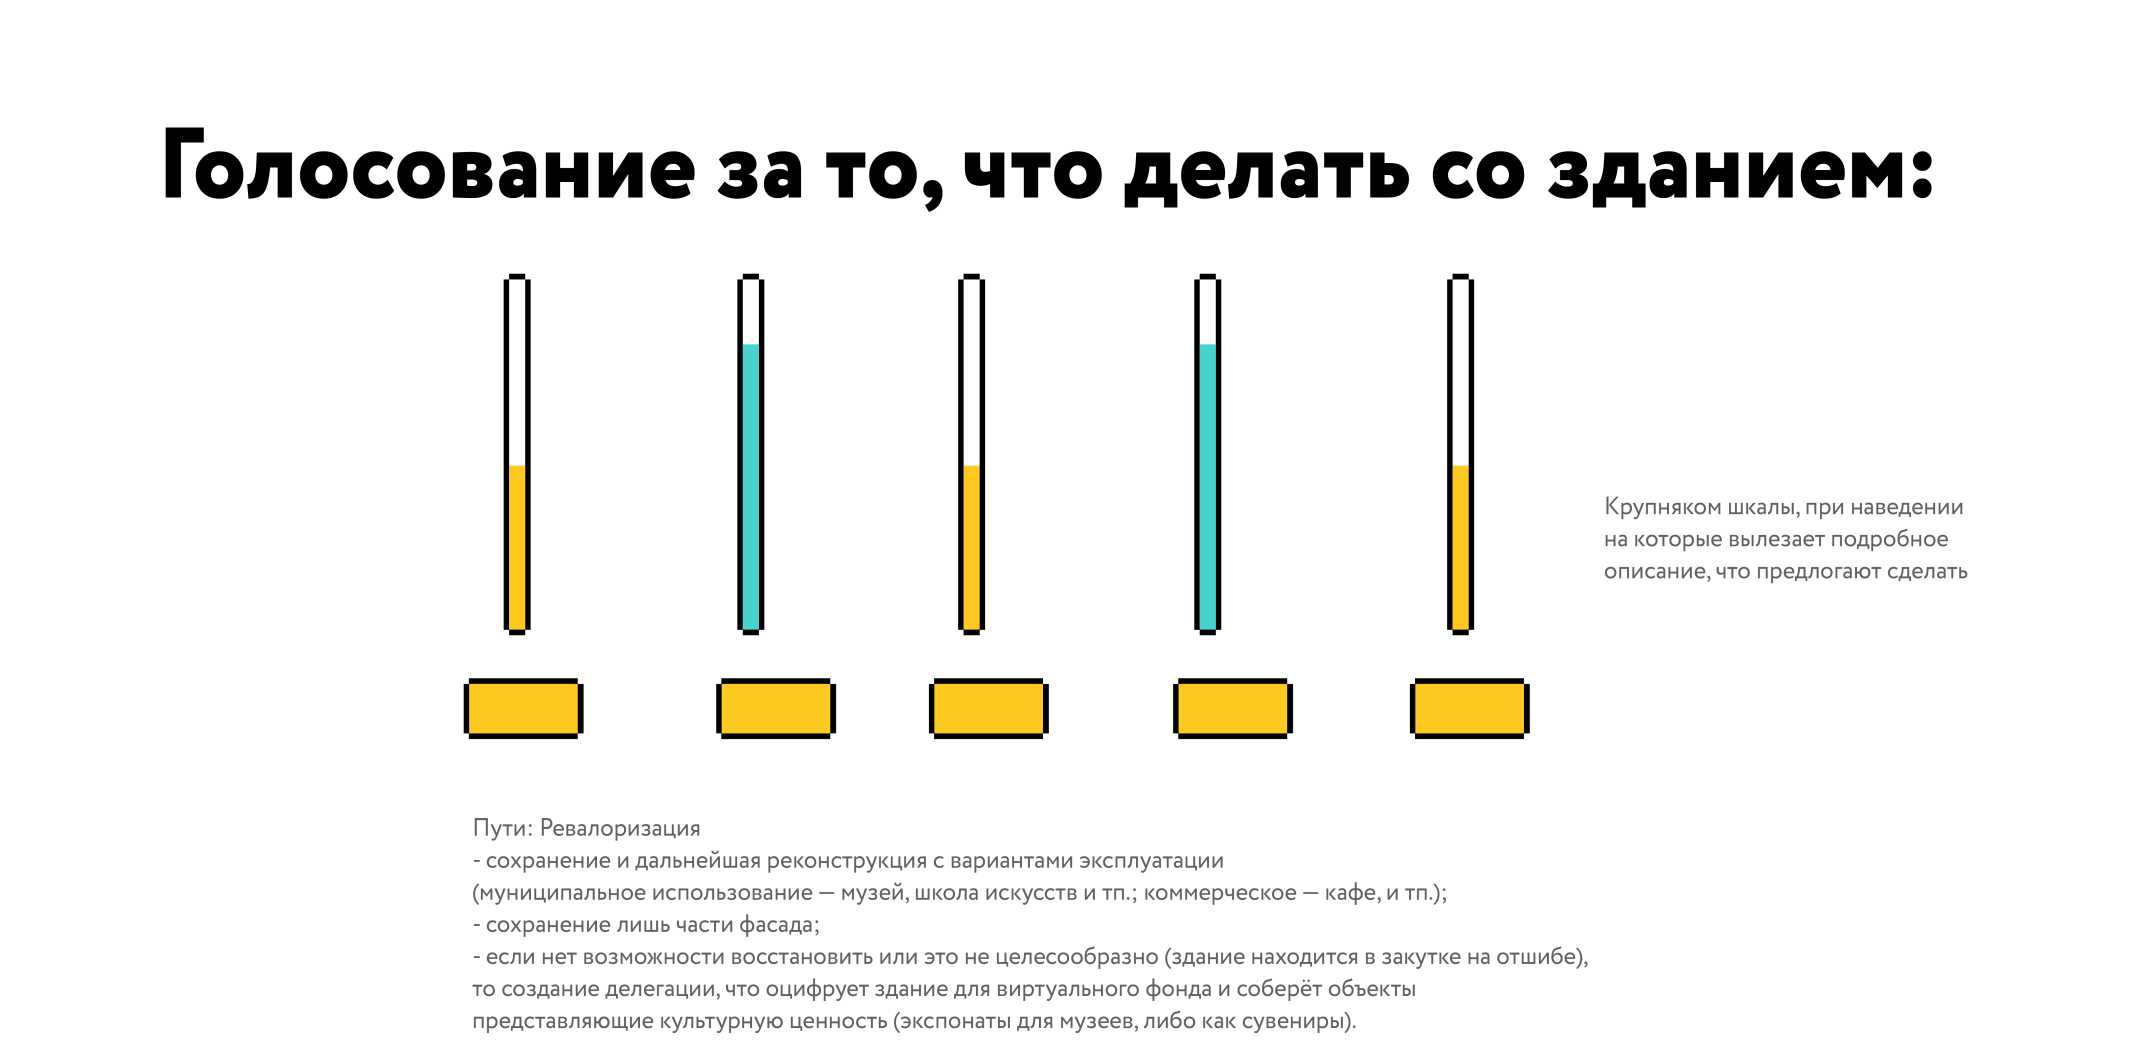 Голосование за то, что делать со зданием:
Крупняком шкалы, при наведении
на которые вылезает подробное
описание, что предлогают сделать
Пути: Ревалоризация
- сохранение и дальнейшая реконструкция с вариантами эксплуатации
(муниципальное использование — музей, школа искусств и тп.; коммерческое — кафе, и тп.);
- сохранение лишь части фасада;
- если нет возможности восстановить или это не целесообразно (здание находится в закутке на отшибе),
то создание делегации, что оцифрует здание для виртуального фонда и соберёт объекты
представляющие культурную ценность (экспонаты для музеев, либо как сувениры).